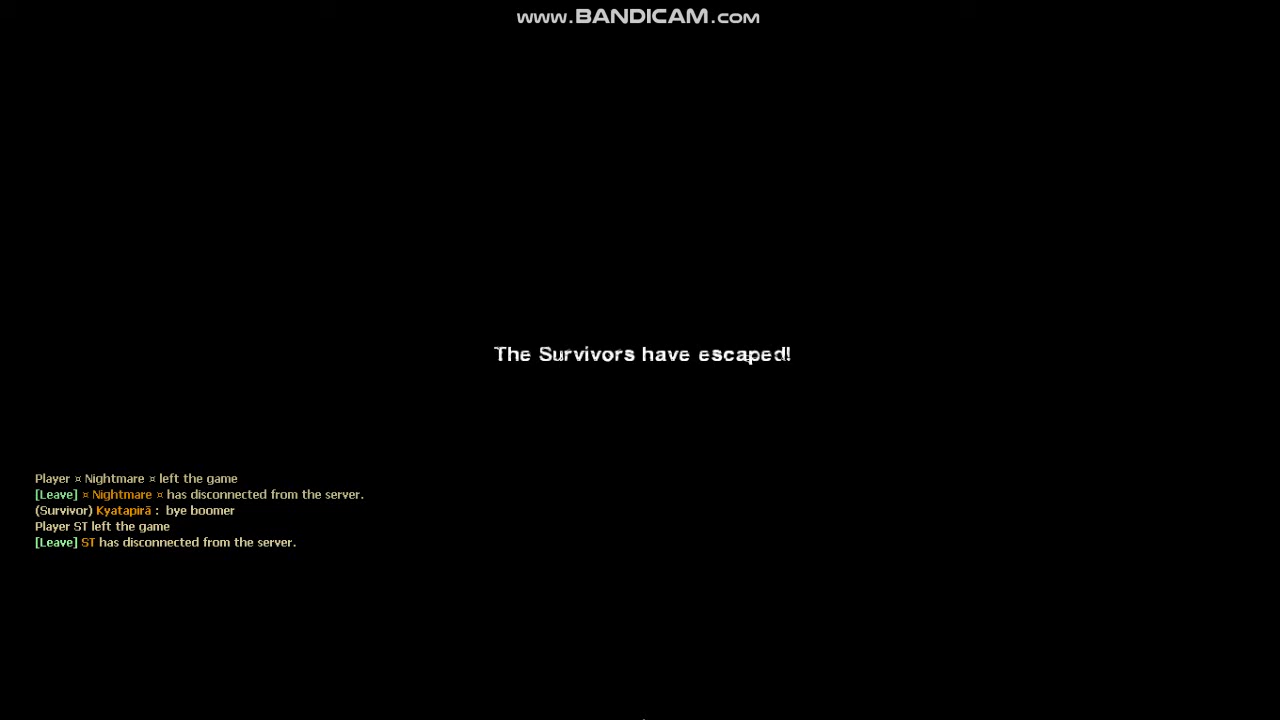 www.BANDICAM.com
The Survivors have escaped!
Player ¤ Nightmare ¤ left the game
[Leave] ¤ Nightmare ¤ has disconnected from the server.
(Survivor) Kyatapirā :  bye boomer
Player ST left the game
[Leave] ST has disconnected from the server.